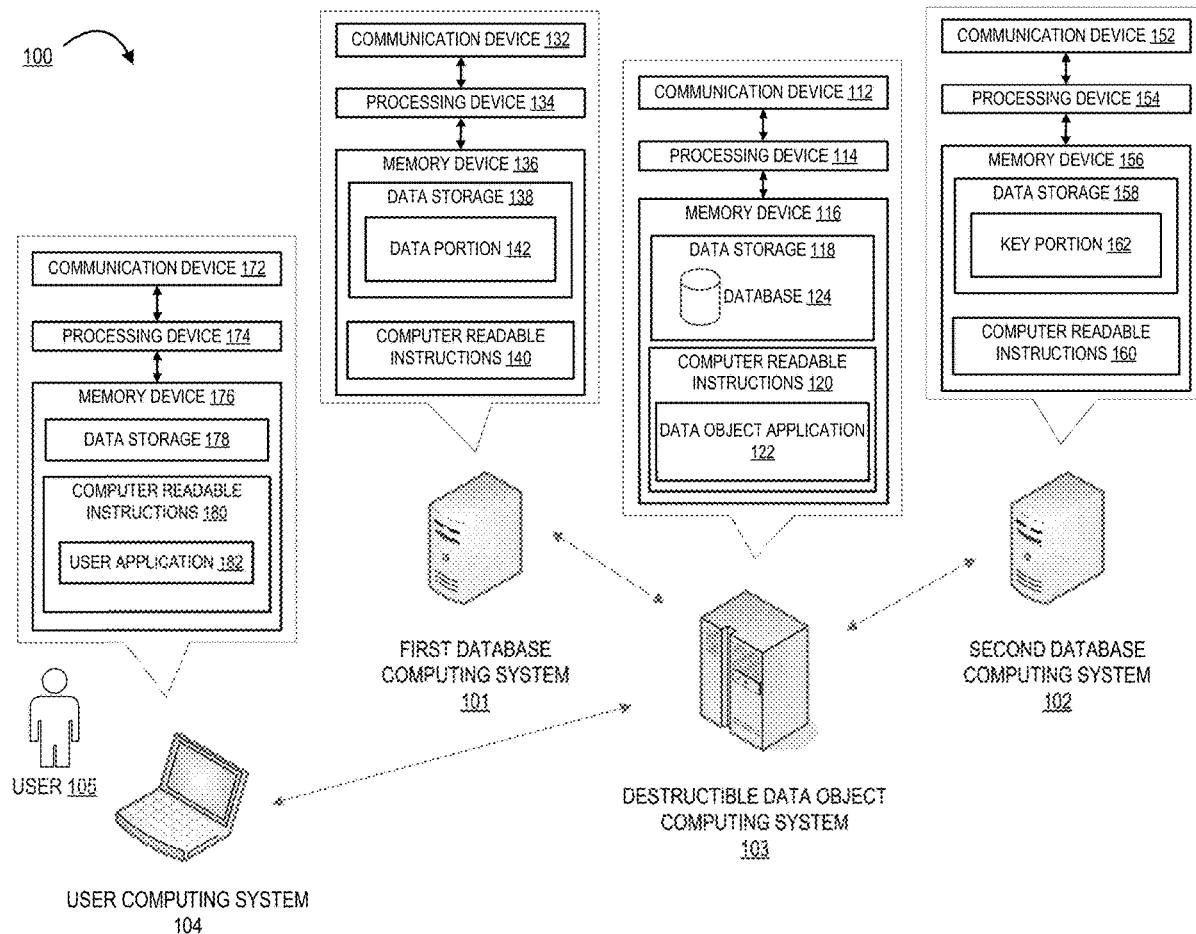 100
COMMUNICATION DEVICE 132
PROCESSING DEVICE 134
MEMORY DEVICE 136
DATA STORAGE 138
DATA PORTION 142
COMPUTER READABLE
INSTRUCTIONS 140
COMMUNICATION DEVICE 112
PROCESSING DEVICE 114
MEMORY DEVICE 116
DATA STORAGE 118
DATABASE 124
COMPUTER READABLE
INSTRUCTIONS 120
DATA OBJECT APPLICATION
122
COMMUNICATION DEVICE 152
PROCESSING DEVICE 154
MEMORY DEVICE 156
DATA STORAGE 158
KEY PORTION 162
COMPUTER READABLE
INSTRUCTIONS 160
COMMUNICATION DEVICE 172
PROCESSING DEVICE 174
MEMORY DEVICE 176
DATA STORAGE 178
COMPUTER READABLE
INSTRUCTIONS 180
USER APPLICATION 182
FIRST DATABASE
COMPUTING SYSTEM
101
SECOND DATABASE
COMPUTING SYSTEM
102
USER 105
DESTRUCTIBLE DATA OBJECT
COMPUTING SYSTEM
103
USER COMPUTING SYSTEM
104